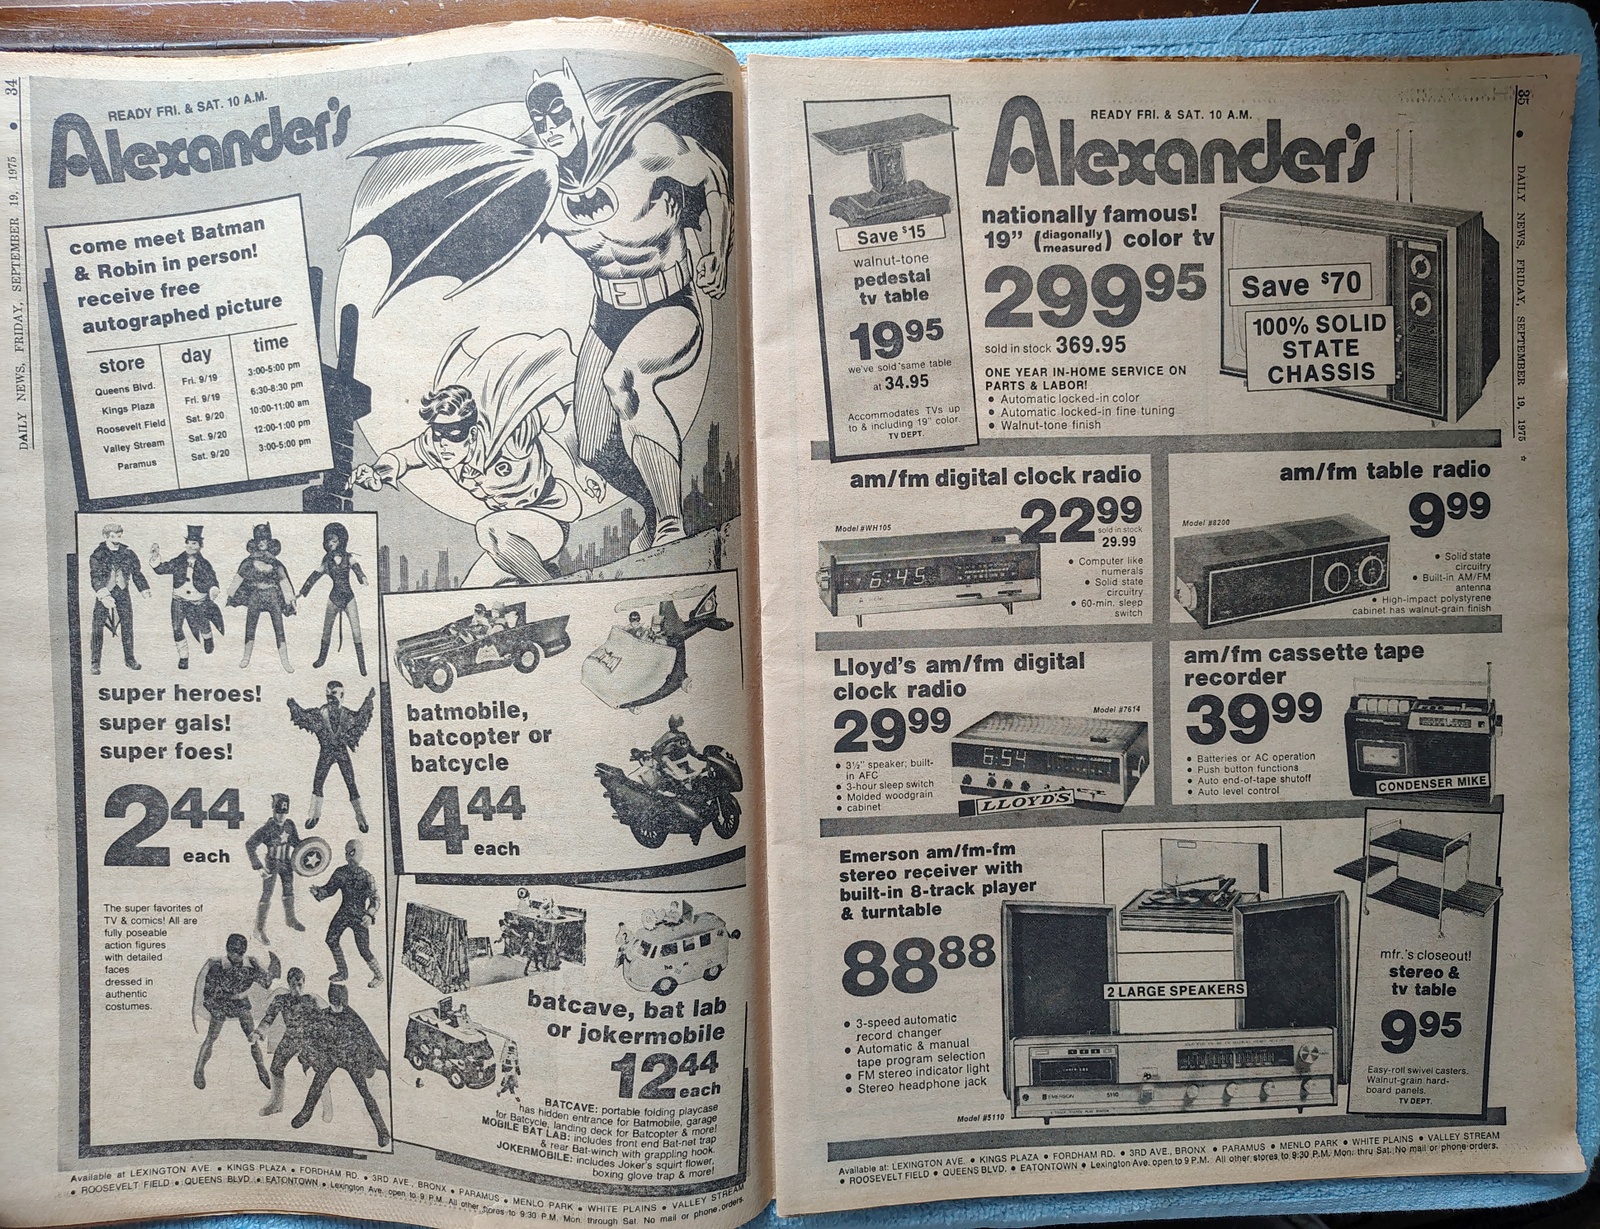 34 • DAILY NEWS, FRIDAY, SEPTEMBER 19, 1975
READY FRI. & SAT. 10 A.M.
Alexander's
come meet Batman
& Robin in person!
receive free
autographed picture
store day time
Queens Blvd. Fri. 9/19 3:00-5:00 pm
Kings Plaza Fri. 9/19 6:30-8:30 pm
Roosevelt Field Sat. 9/20 10:00-11:00 am
Valley Stream Sat. 9/20 12:00-1:00 pm
Paramus Sat. 9/20 3:00-5:00 pm
super heroes!
super gals!
super foes!
2 44
each
The super favorites of
TV & comics! All are
fully poseable
action figures
with detailed
faces
dressed in
authentic
costumes.
batmobile,
batcopter or
batcycle
4 44
each
batcave, bat lab
or jokermobile
12 44
each
BATCAVE: portable folding playcase
has hidden entrance for Batmobile, garage
for Batcycle, landing deck for Batcopter & more!
MOBILE BAT LAB: includes front end Bat-net trap
& rear Bat-winch with grappling hook.
JOKERMOBILE: includes Joker's squirt flower,
boxing glove trap & more!
Available at: LEXINGTON AVE. • KINGS PLAZA • FORDHAM RD. • 3RD AVE., BRONX • PARAMUS • MENLO PARK • WHITE PLAINS • VALLEY STREAM
• ROOSEVELT FIELD • QUEENS BLVD. • EATONTOWN • Lexington Ave. open to 9 P.M. All other stores to 9:30 P.M. Mon. through Sat. No mail or phone orders.
35 • DAILY NEWS, FRIDAY, SEPTEMBER 19, 1975 *
READY FRI. & SAT. 10 A.M.
Alexander's
Save $15
walnut-tone
pedestal
tv table
19 95
we've sold same table
at 34.95
Accommodates TVs up
to & including 19" color.
TV DEPT.
nationally famous!
19" (diagonally measured) color tv
299 95
sold in stock 369.95
ONE YEAR IN-HOME SERVICE ON
PARTS & LABOR!
• Automatic locked-in color
• Automatic locked-in fine tuning
• Walnut-tone finish
Save $70
100% SOLID
STATE
CHASSIS
am/fm digital clock radio
22 99
sold in stock
29.99
Model #WH105
6:45
• Computer like
numerals
• Solid state
circuitry
• 60-min. sleep
switch
am/fm table radio
9 99
Model #8200
• Solid state
circuitry
• Built-in AM/FM
antenna
• High-impact polystyrene
cabinet has walnut-grain finish
Lloyd's am/fm digital
clock radio
29 99
Model #7614
6:54
LLOYD'S
• 3½" speaker; built-
in AFC
• 3-hour sleep switch
• Molded woodgrain
• cabinet
am/fm cassette tape
recorder
39 99
• Batteries or AC operation
• Push button functions
• Auto end-of-tape shutoff
• Auto level control
CONDENSER MIKE
Emerson am/fm-fm
stereo receiver with
built-in 8-track player
& turntable
88 88
• 3-speed automatic
record changer
• Automatic & manual
tape program selection
• FM stereo indicator light
• Stereo headphone jack
2 LARGE SPEAKERS
EMERSON
Model #5110
mfr.'s closeout!
stereo &
tv table
9 95
Easy-roll swivel casters.
Walnut-grain hard-
board panels.
TV DEPT.
Available at: LEXINGTON AVE. • KINGS PLAZA • FORDHAM RD. • 3RD AVE., BRONX • PARAMUS • MENLO PARK • WHITE PLAINS • VALLEY STREAM
• ROOSEVELT FIELD • QUEENS BLVD. • EATONTOWN • Lexington Ave. open to 9 P.M. All other stores to 9:30 P.M. Mon. thru Sat. No mail or phone orders.